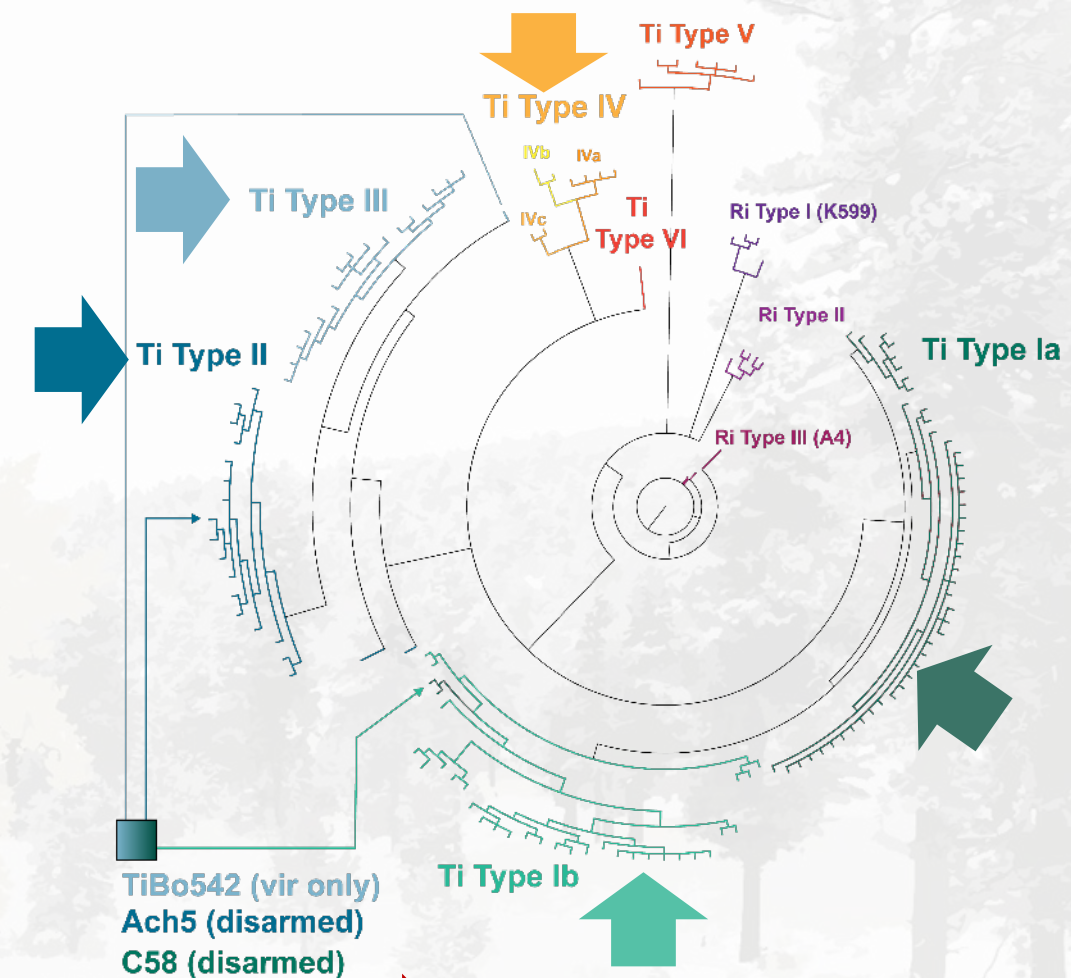 Ti Type V
Ti Type IV
IVb
IVa
Ti Type III
Ti
Type VI
IVc
Ri Type I (K599)
Ri Type II
Ti Type II
Ti Type Ia
Ri Type III (A4)
Ti Type Ib
TiBo542 (vir only)
Ach5 (disarmed)
C58 (disarmed)